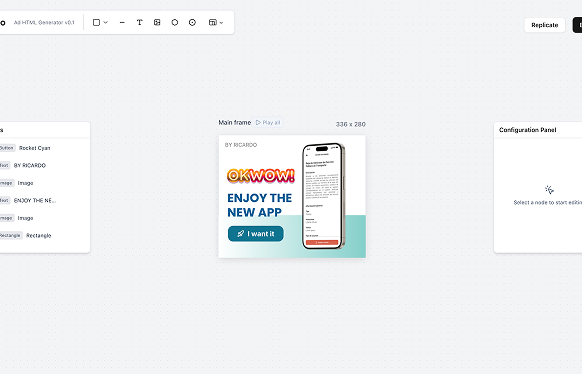 o
Ad HTML Generator v0.1
Replicate
s
Button Rocket Cyan
Text BY RICARDO
Image Image
Text ENJOY THE NE...
Image Image
Rectangle Rectangle
Main frame Play all 336 x 280
BY RICARDO
OKWOW!
ENJOY THE
NEW APP
I want it
Configuration Panel
Select a node to start editin